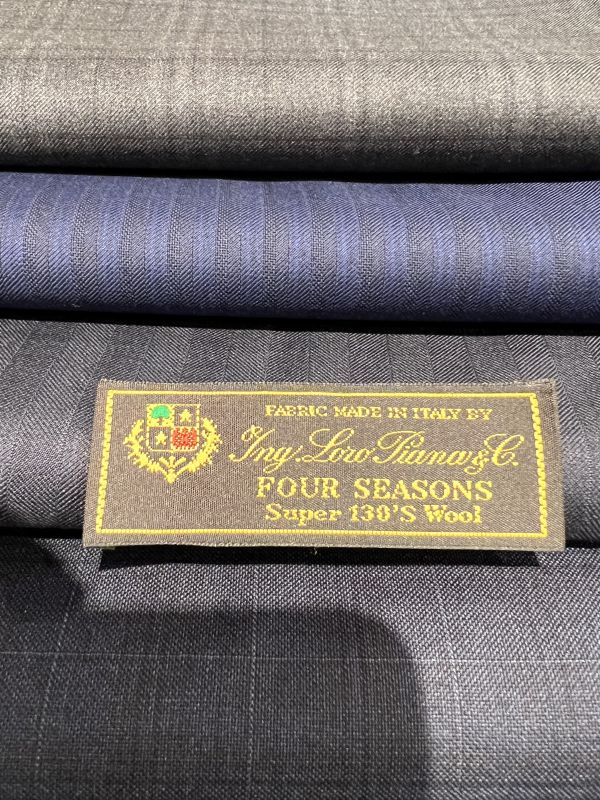 FABRIC MADE IN ITALY BY
Ing. Loro Piana & C.
FOUR SEASONS
Super 130'S Wool